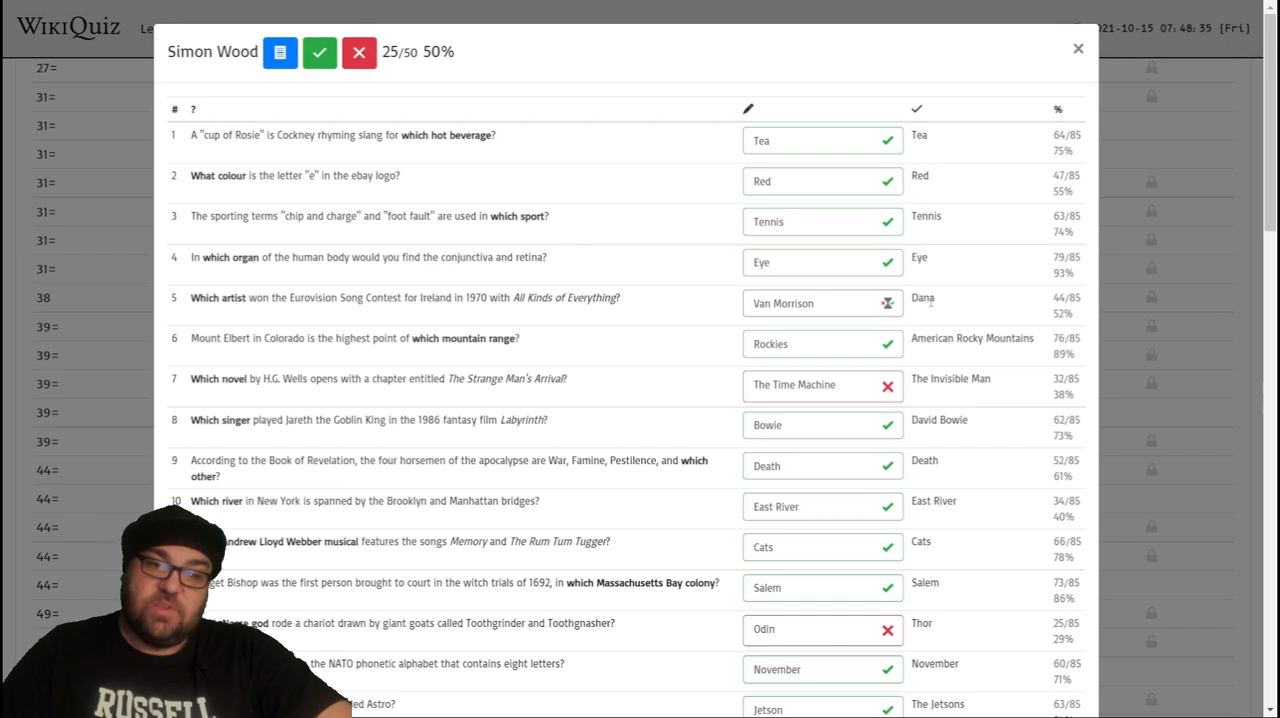 WIKIQUIZ Le
021-10-15 07:48:35 [Fri]
Simon Wood 25/50 50% ×
27=
31=
31=
31=
31=
31=
31=
31=
38
39=
39=
39=
39=
39=
44=
44=
44=
44=
44=
49=
# ? %
1 A "cup of Rosie" is Cockney rhyming slang for which hot beverage? Tea Tea 64/85
75%
2 What colour is the letter "e" in the ebay logo? Red Red 47/85
55%
3 The sporting terms "chip and charge" and "foot fault" are used in which sport? Tennis Tennis 63/85
74%
4 In which organ of the human body would you find the conjunctiva and retina? Eye Eye 79/85
93%
5 Which artist won the Eurovision Song Contest for Ireland in 1970 with All Kinds of Everything? Van Morrison Dana 44/85
52%
6 Mount Elbert in Colorado is the highest point of which mountain range? Rockies American Rocky Mountains 76/85
89%
7 Which novel by H.G. Wells opens with a chapter entitled The Strange Man's Arrival? The Time Machine The Invisible Man 32/85
38%
8 Which singer played Jareth the Goblin King in the 1986 fantasy film Labyrinth? Bowie David Bowie 62/85
73%
9 According to the Book of Revelation, the four horsemen of the apocalypse are War, Famine, Pestilence, and which
other? Death Death 52/85
61%
10 Which river in New York is spanned by the Brooklyn and Manhattan bridges? East River East River 34/85
40%
Andrew Lloyd Webber musical features the songs Memory and The Rum Tum Tugger? Cats Cats 66/85
78%
get Bishop was the first person brought to court in the witch trials of 1692, in which Massachusetts Bay colony? Salem Salem 73/85
86%
god rode a chariot drawn by giant goats called Toothgrinder and Toothgnasher? Odin Thor 25/85
29%
the NATO phonetic alphabet that contains eight letters? November November 60/85
71%
Astro? Jetson The Jetsons 63/85
RUSSELL